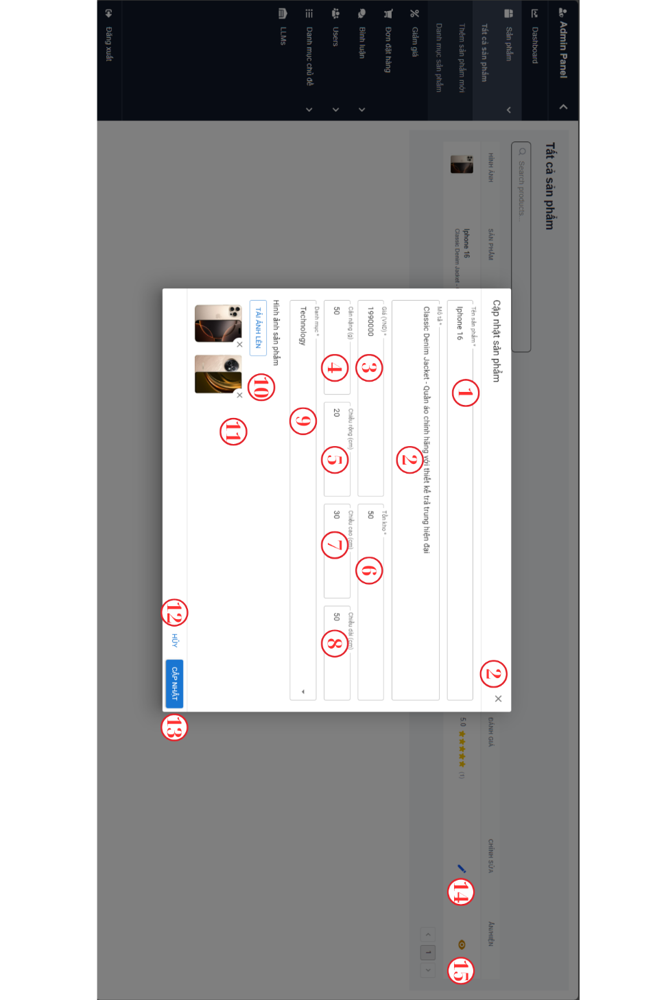 Admin Panel
Dashboard
Sản phẩm
Tất cả sản phẩm
Thêm sản phẩm mới
Danh mục sản phẩm
Giảm giá
Đơn đặt hàng
Bình luận
Users
Danh mục chủ đề
LLMs
Đăng xuất
Tất cả sản phẩm
Search products...
HÌNH ẢNH
SẢN PHẨM
ĐÁNH GIÁ
CHỈNH SỬA
ẨN/HIỆN
Iphone 16
Classic Denim Jacket -
5.0
(1)
14
15
1
Cập nhật sản phẩm
2
Tên sản phẩm *
Iphone 16
1
Mô tả *
Classic Denim Jacket - Quần áo chính hãng với thiết kế trẻ trung hiện đại
2
Giá (VND) *
1990000
3
Tồn kho *
50
6
Cân nặng (g)
50
4
Chiều rộng (cm)
20
5
Chiều cao (cm)
30
7
Chiều dài (cm)
50
8
Danh mục *
Technology
9
Hình ảnh sản phẩm
TẢI ẢNH LÊN
10
11
12
HỦY
CẬP NHẬT
13